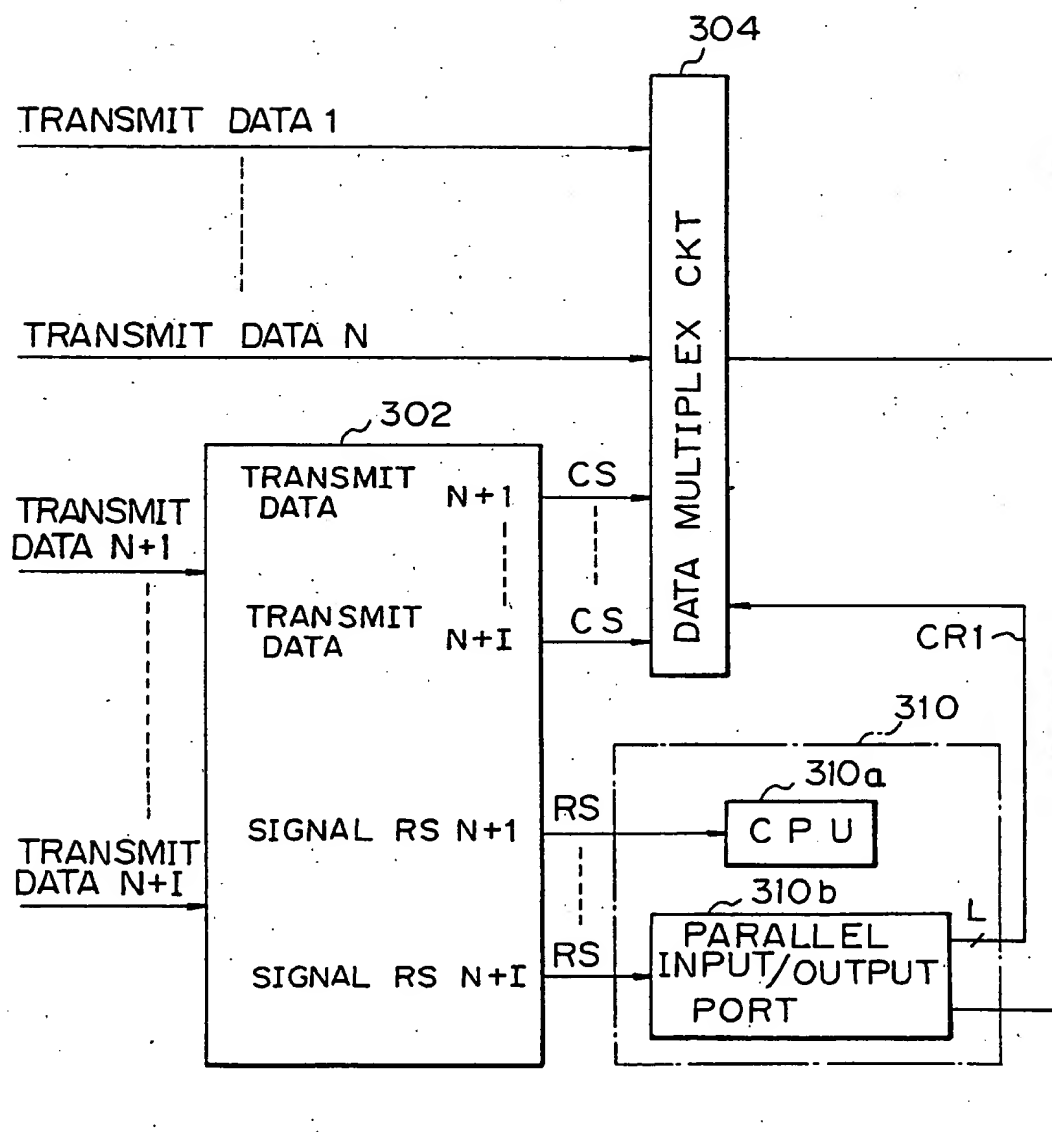 304
TRANSMIT DATA 1
TRANSMIT DATA N
DATA MULTIPLEX CKT
302
TRANSMIT
DATA N+1
CS
TRANSMIT
DATA N+1
TRANSMIT
DATA N+I
CS
CR1
310
310a
CPU
SIGNAL RS N+1
RS
TRANSMIT
DATA N+I
310b
L
PARALLEL
INPUT/OUTPUT
PORT
SIGNAL RS N+I
RS